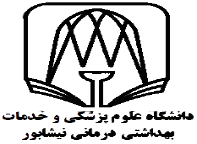 دانشگاه علوم پزشکی و خدمات
بهداشتی درمانی نیشابور